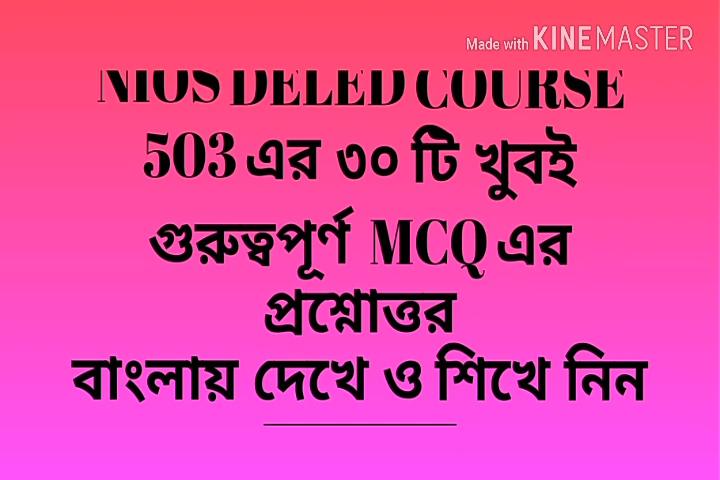 Made with KINEMASTER
NIOS DELED COURSE
503 এর ৩০ টি খুবই
গুরুত্বপূর্ণ MCQ এর
প্রশ্নোত্তর
বাংলায় দেখে ও শিখে নিন